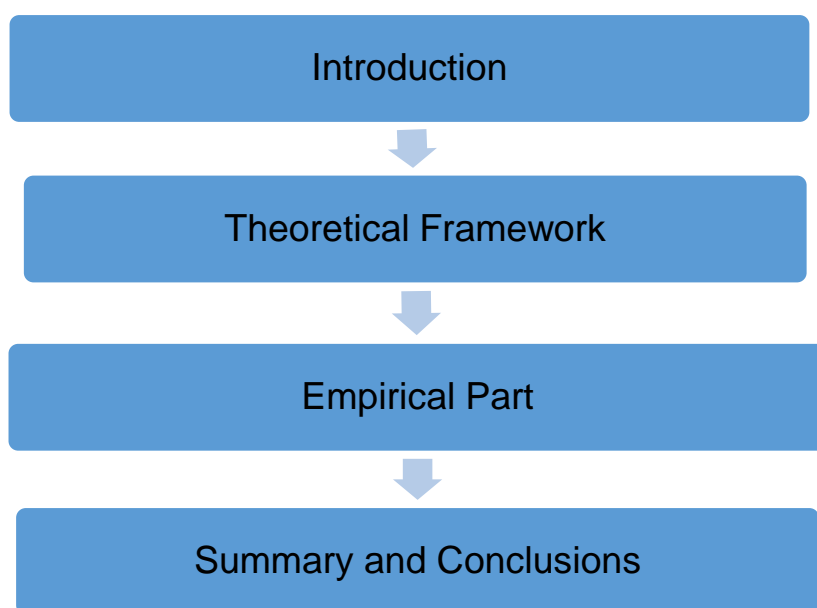 Introduction
Theoretical Framework
Empirical Part
Summary and Conclusions